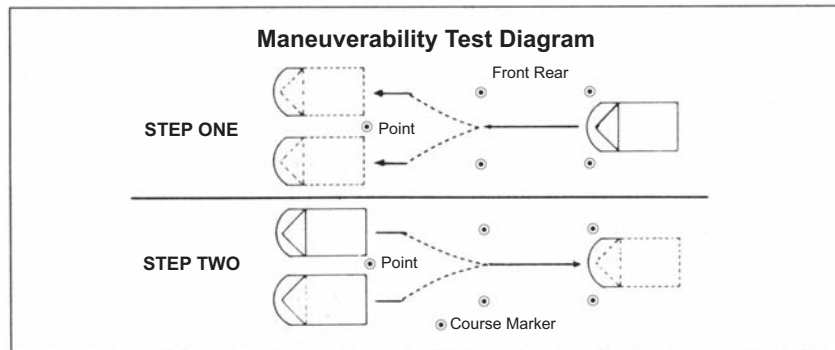 Maneuverability Test Diagram
Front Rear
STEP ONE
Point
STEP TWO
Point
Course Marker